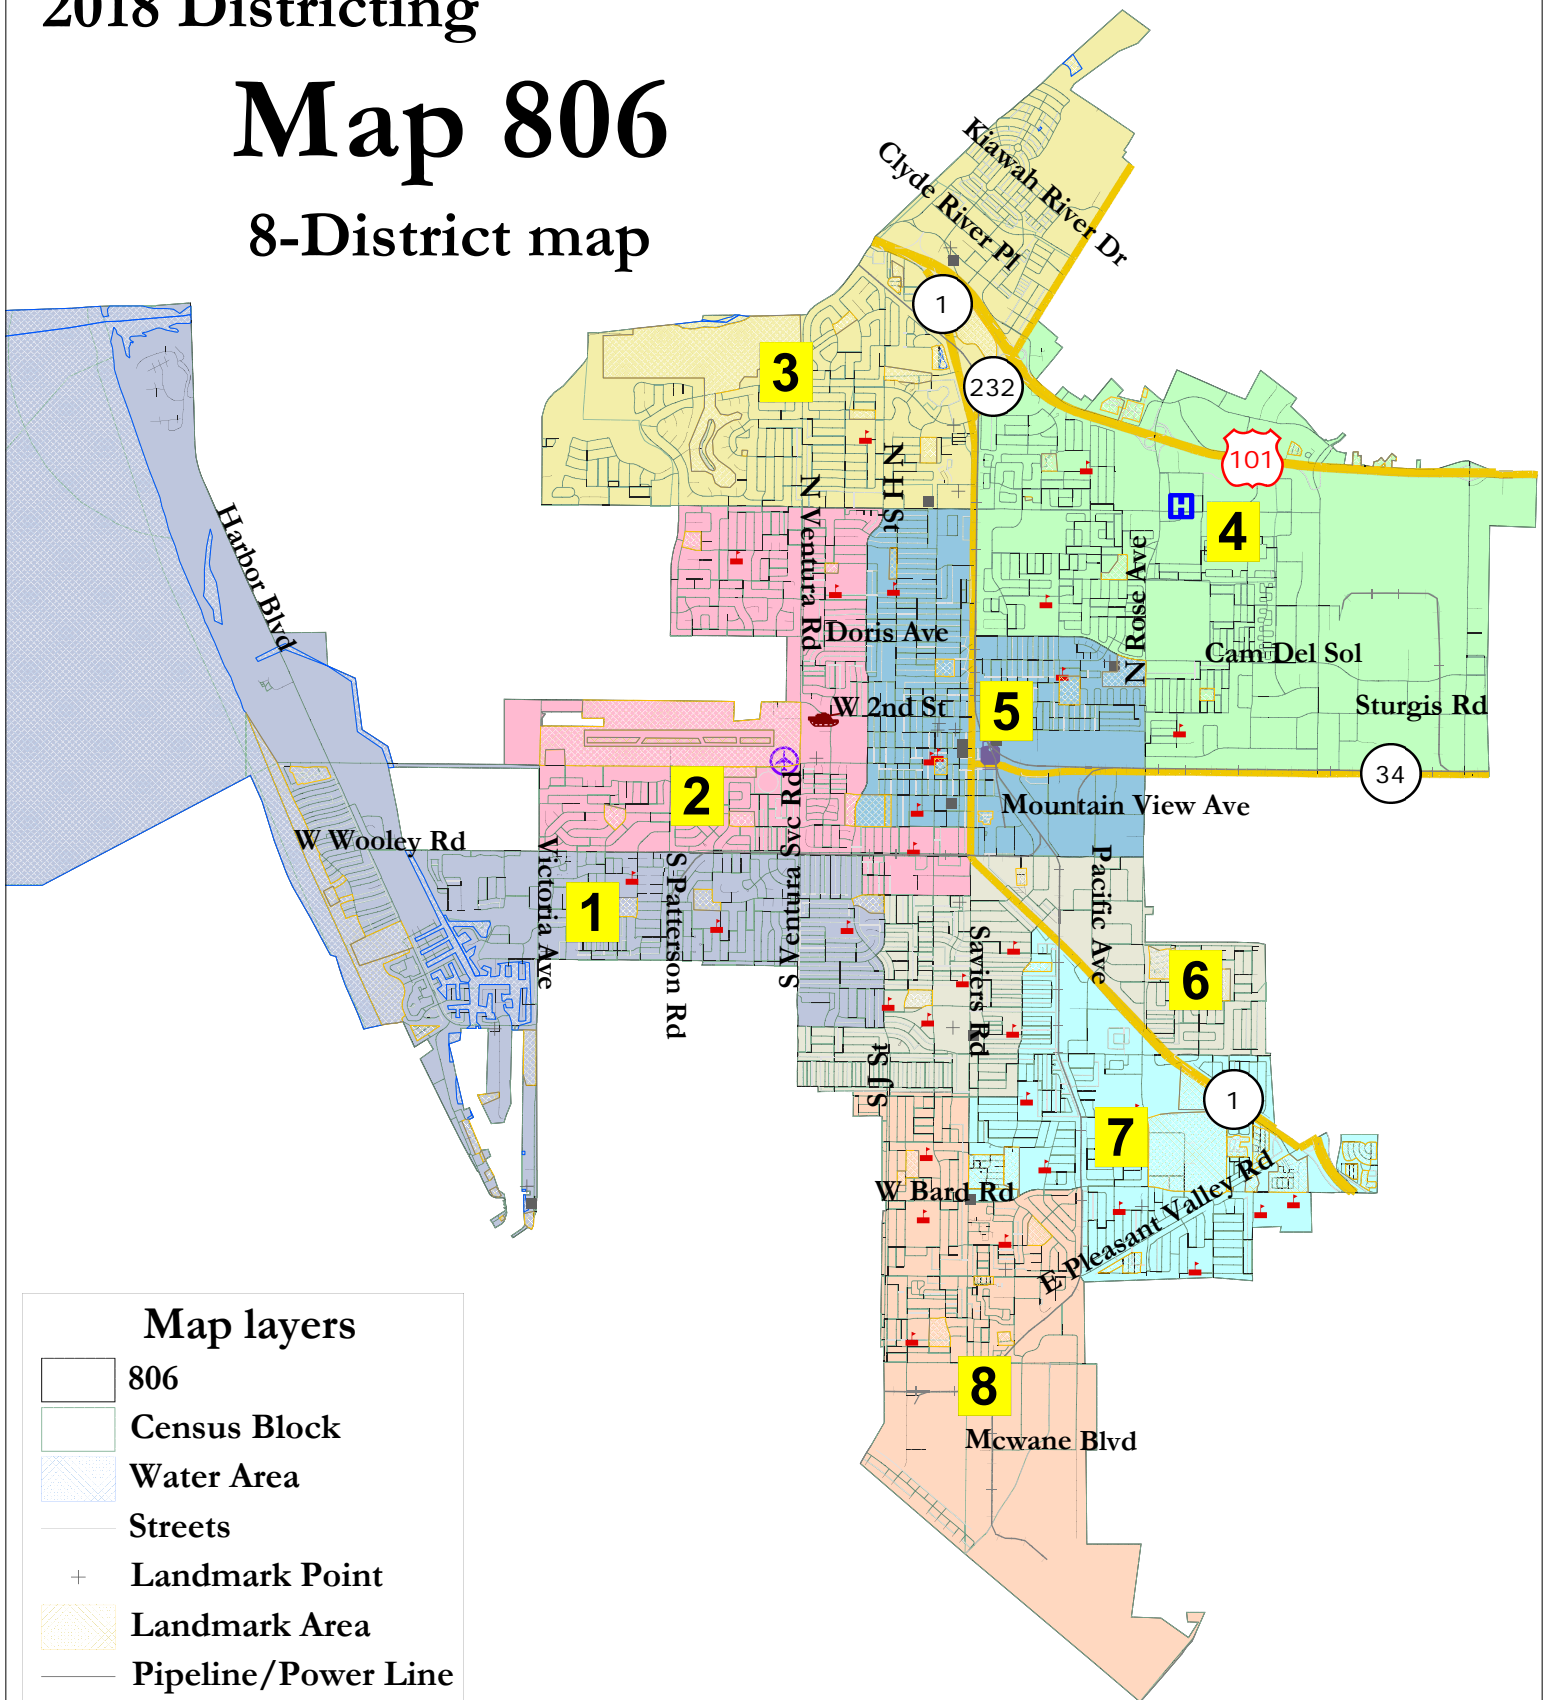 2018 Districting
Map 806
8-District map
Kiawah River Dr
Clyde River Pl
1
232
3
101
N H St
N Ventura Rd
H
4
Harbor Blvd
N Rose Ave
Doris Ave
Cam Del Sol
W 2nd St
5
Sturgis Rd
34
2
S Ventura Svc Rd
Mountain View Ave
W Wooley Rd
Victoria Ave
S Patterson Rd
Pacific Ave
1
Saviers Rd
6
S J St
1
7
W Bard Rd
E Pleasant Valley Rd
8
Mcwane Blvd
Map layers
806
Census Block
Water Area
Streets
Landmark Point
Landmark Area
Pipeline/Power Line